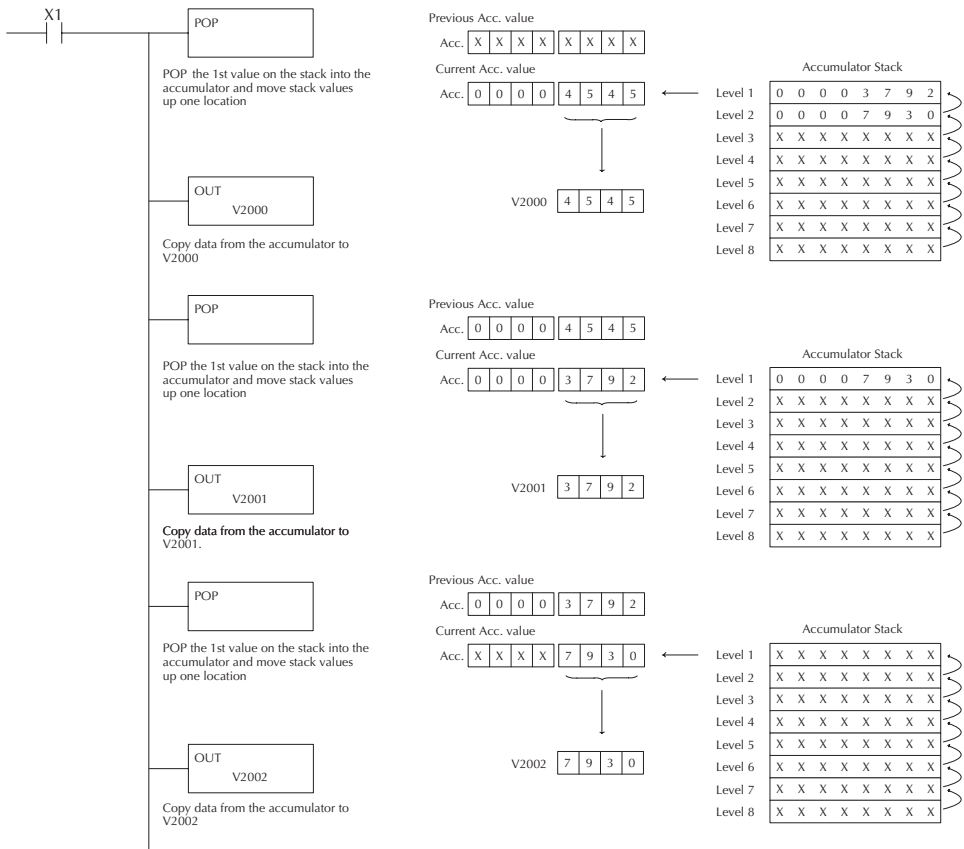 X1
POP
POP the 1st value on the stack into the
accumulator and move stack values
up one location
Previous Acc. value
Acc. X X X X X X X X
Current Acc. value
Acc. 0 0 0 0 4 5 4 5
Accumulator Stack
Level 1 0 0 0 0 3 7 9 2
Level 2 0 0 0 0 7 9 3 0
Level 3 X X X X X X X X
Level 4 X X X X X X X X
Level 5 X X X X X X X X
Level 6 X X X X X X X X
Level 7 X X X X X X X X
Level 8 X X X X X X X X
OUT
V2000
Copy data from the accumulator to
V2000
V2000 4 5 4 5
POP
POP the 1st value on the stack into the
accumulator and move stack values
up one location
Previous Acc. value
Acc. 0 0 0 0 4 5 4 5
Current Acc. value
Acc. 0 0 0 0 3 7 9 2
Accumulator Stack
Level 1 0 0 0 0 7 9 3 0
Level 2 X X X X X X X X
Level 3 X X X X X X X X
Level 4 X X X X X X X X
Level 5 X X X X X X X X
Level 6 X X X X X X X X
Level 7 X X X X X X X X
Level 8 X X X X X X X X
OUT
V2001
Copy data from the accumulator to
V2001.
V2001 3 7 9 2
POP
POP the 1st value on the stack into the
accumulator and move stack values
up one location
Previous Acc. value
Acc. 0 0 0 0 3 7 9 2
Current Acc. value
Acc. X X X X 7 9 3 0
Accumulator Stack
Level 1 X X X X X X X X
Level 2 X X X X X X X X
Level 3 X X X X X X X X
Level 4 X X X X X X X X
Level 5 X X X X X X X X
Level 6 X X X X X X X X
Level 7 X X X X X X X X
Level 8 X X X X X X X X
OUT
V2002
Copy data from the accumulator to
V2002
V2002 7 9 3 0